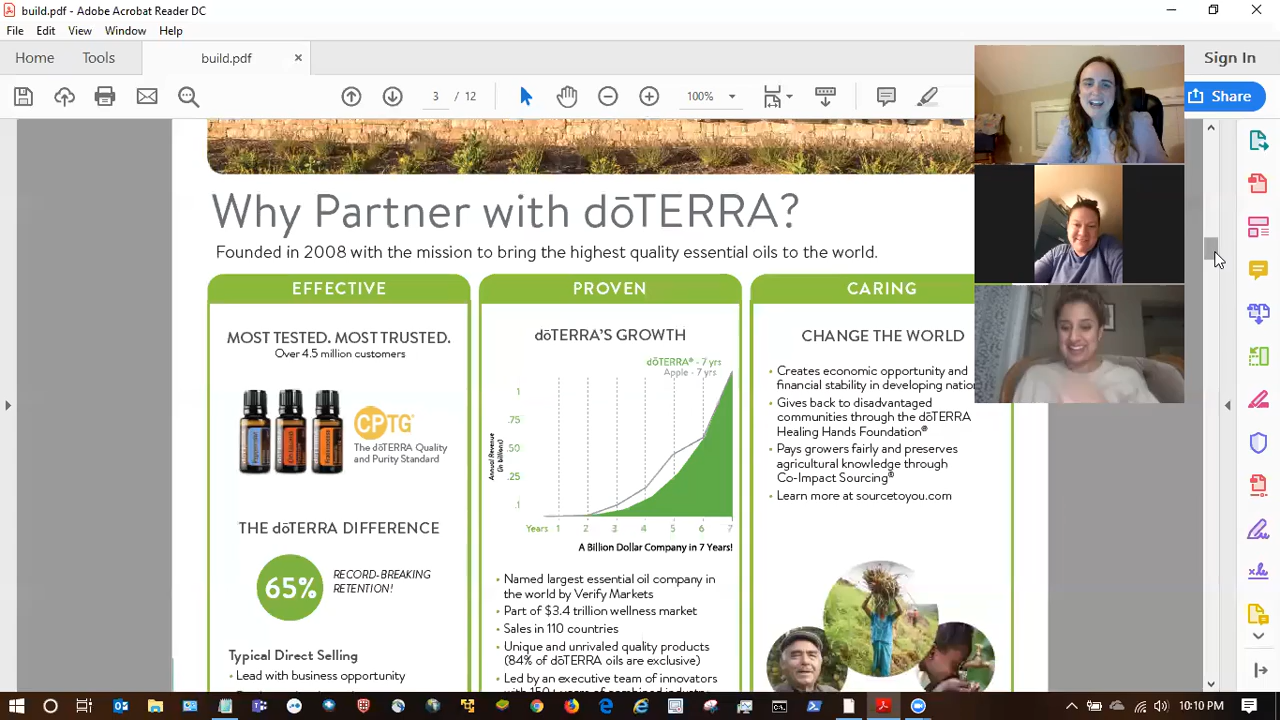 build.pdf - Adobe Acrobat Reader DC
File Edit View Window Help
Home Tools build.pdf × Sign In
3 / 12 100% Share
Why Partner with dōTERRA?
Founded in 2008 with the mission to bring the highest quality essential oils to the world.
EFFECTIVE
MOST TESTED. MOST TRUSTED.
Over 4.5 million customers
CPTG
The dōTERRA Quality
and Purity Standard
THE dōTERRA DIFFERENCE
65%
RECORD-BREAKING
RETENTION!
Typical Direct Selling
• Lead with business opportunity
PROVEN
dōTERRA'S GROWTH
dōTERRA® - 7 yrs
Apple - 7 yrs
Annual Revenue
(in billions)
1
.75
.50
.25
.1
Years 1 2 3 4 5 6 7
A Billion Dollar Company in 7 Years!
• Named largest essential oil company in
the world by Verify Markets
• Part of $3.4 trillion wellness market
• Sales in 110 countries
• Unique and unrivaled quality products
(84% of dōTERRA oils are exclusive)
• Led by an executive team of innovators
CARING
CHANGE THE WORLD
• Creates economic opportunity and
financial stability in developing
• Gives back to disadvantaged
communities through the dōTERRA
Healing Hands Foundation®
• Pays growers fairly and preserves
agricultural knowledge through
Co-Impact Sourcing®
• Learn more at sourcetoyou.com
10:10 PM